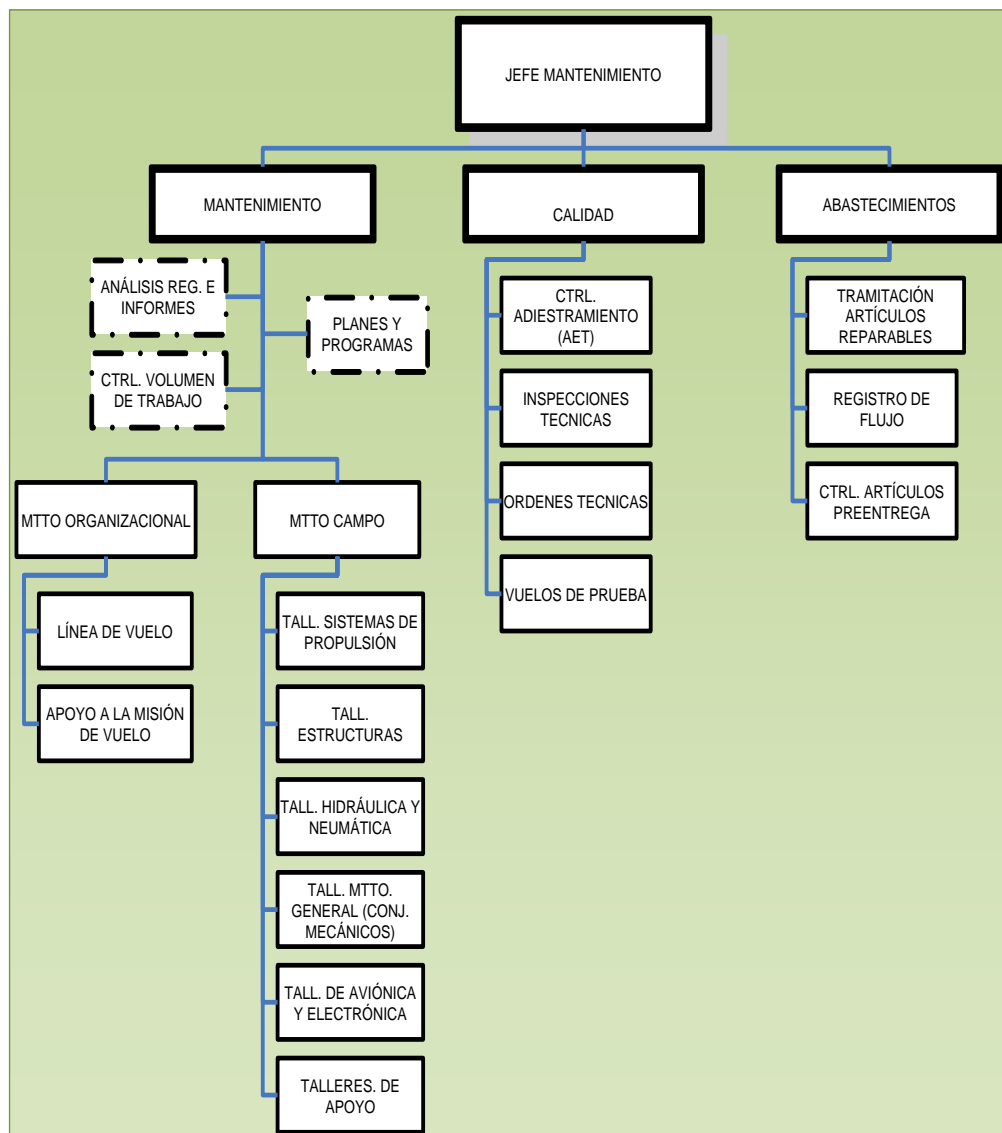 JEFE MANTENIMIENTO
MANTENIMIENTO
CALIDAD
ABASTECIMIENTOS
ANÁLISIS REG. E
INFORMES
PLANES Y
PROGRAMAS
CTRL. VOLUMEN
DE TRABAJO
MTTO ORGANIZACIONAL
MTTO CAMPO
LÍNEA DE VUELO
APOYO A LA MISIÓN
DE VUELO
TALL. SISTEMAS DE
PROPULSIÓN
TALL.
ESTRUCTURAS
TALL. HIDRÁULICA Y
NEUMÁTICA
TALL. MTTO.
GENERAL (CONJ.
MECÁNICOS)
TALL. DE AVIÓNICA
Y ELECTRÓNICA
TALLERES. DE
APOYO
CTRL.
ADIESTRAMIENTO
(AET)
INSPECCIONES
TECNICAS
ORDENES TECNICAS
VUELOS DE PRUEBA
TRAMITACIÓN
ARTÍCULOS
REPARABLES
REGISTRO DE
FLUJO
CTRL. ARTÍCULOS
PREENTREGA